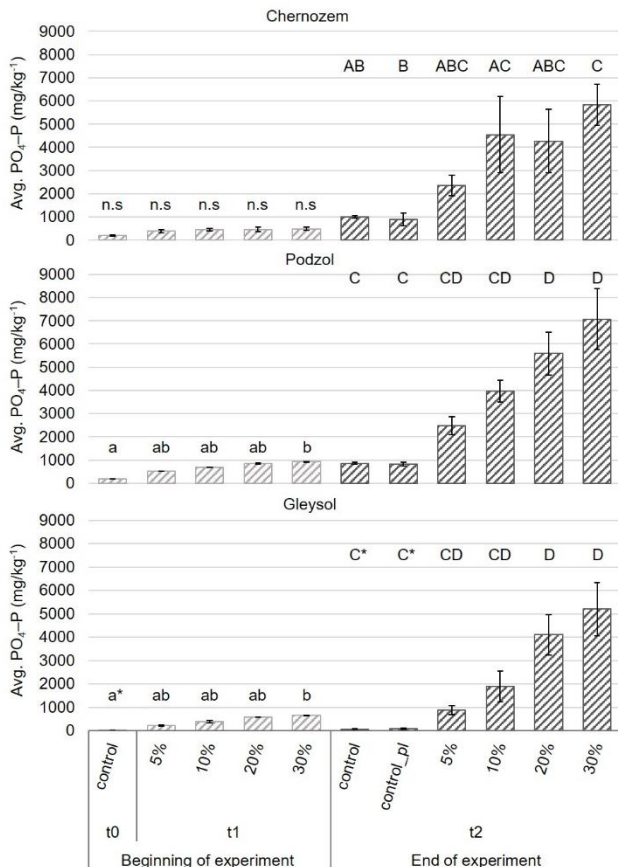 Chernozem
Avg. PO₄–P (mg/kg⁻¹)
9000
8000
7000
6000
5000
4000
3000
2000
1000
0
n.s n.s n.s n.s n.s AB B ABC AC ABC C
Podzol
Avg. PO₄–P (mg/kg⁻¹)
9000
8000
7000
6000
5000
4000
3000
2000
1000
0
a ab ab ab b C C CD CD D D
Gleysol
Avg. PO₄–P (mg/kg⁻¹)
9000
8000
7000
6000
5000
4000
3000
2000
1000
0
a* ab ab ab b C* C* CD CD D D
control 5% 10% 20% 30% control control_pl 5% 10% 20% 30%
t0 t1 t2
Beginning of experiment End of experiment